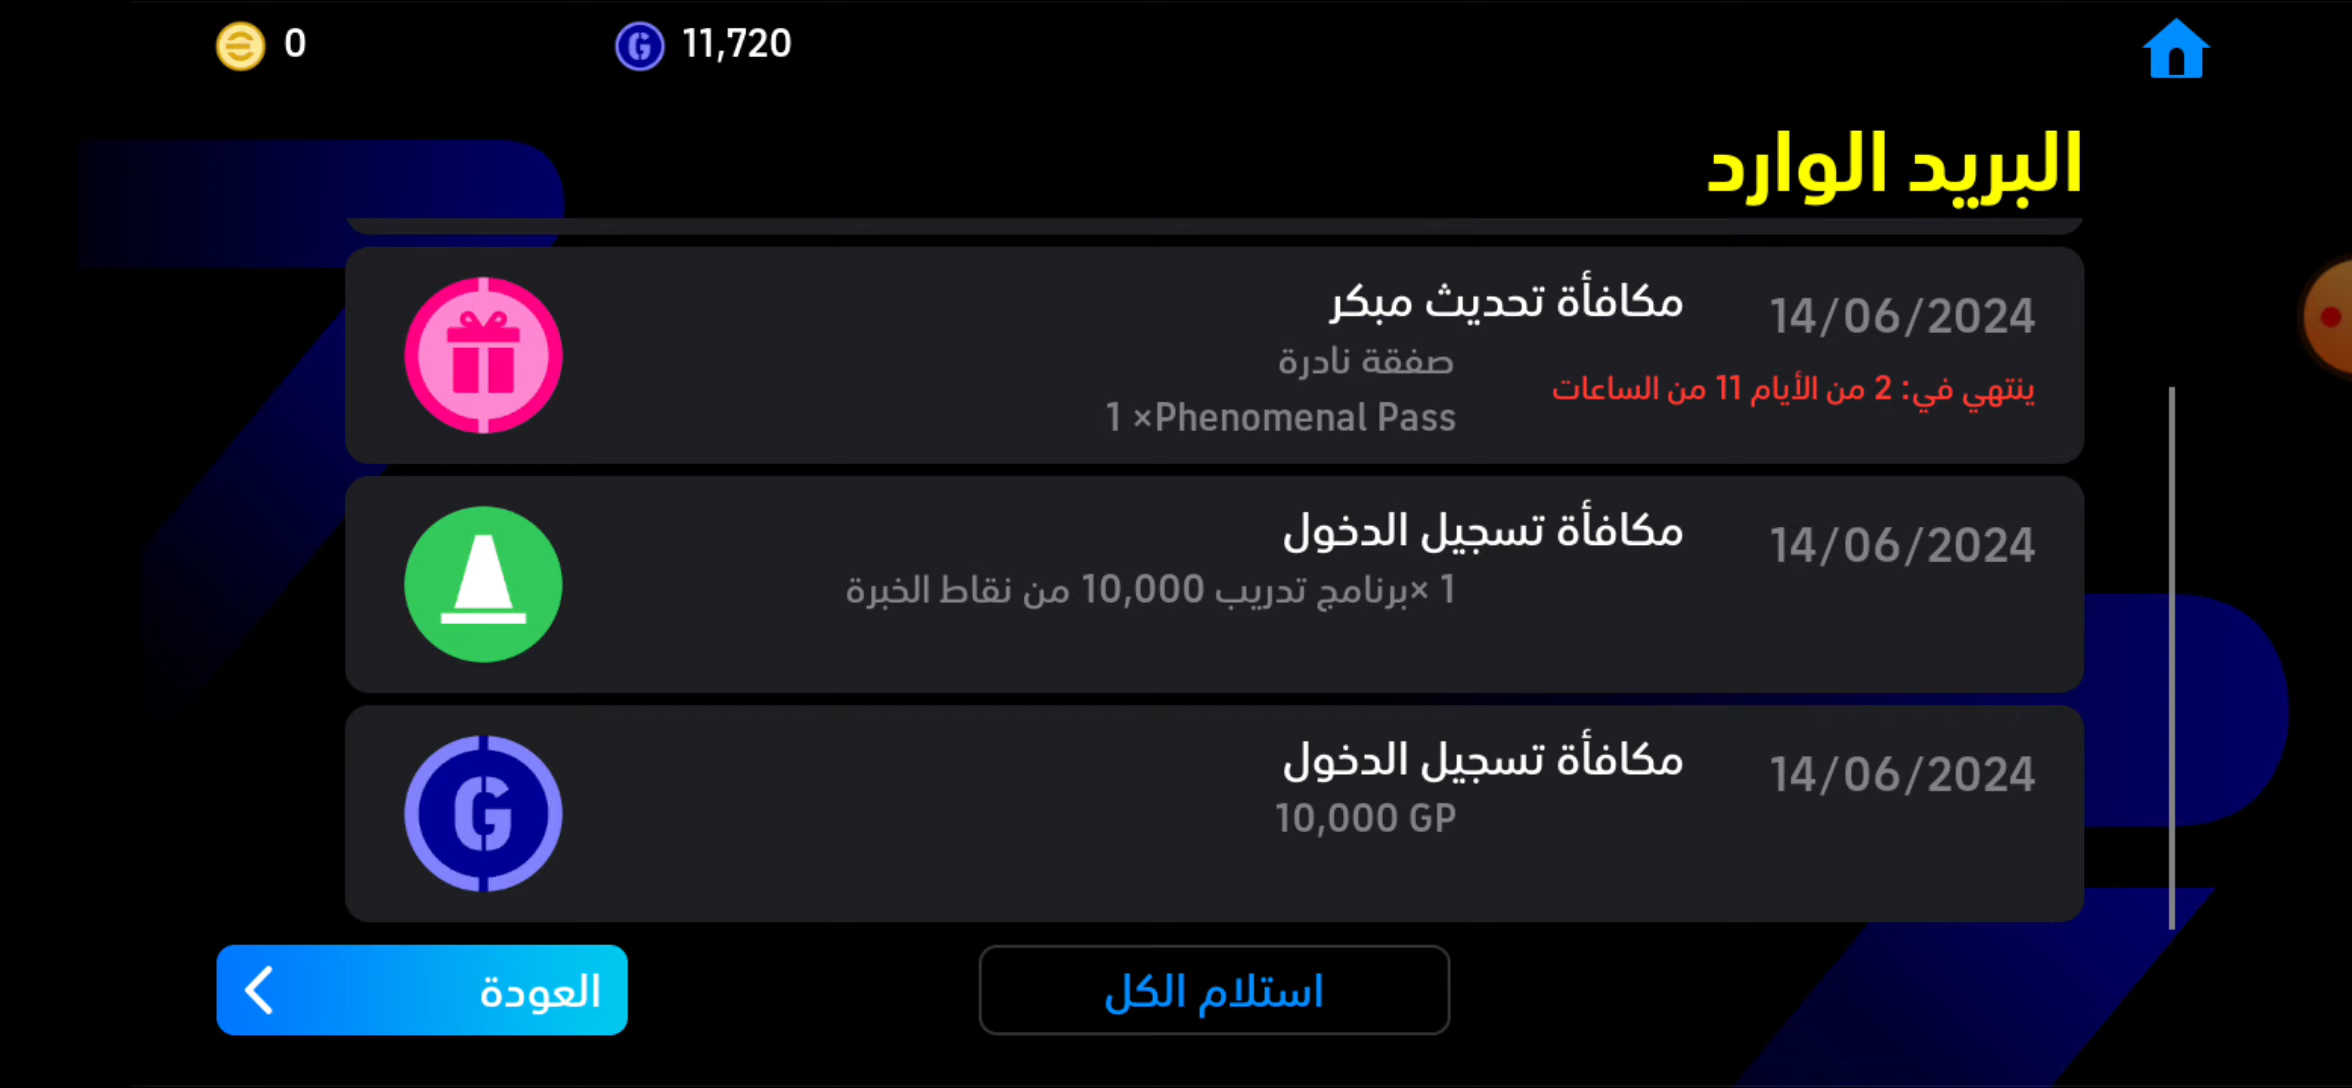 0
11,720
البريد الوارد
14/06/2024
مكافأة تحديث مبكر
صفقة نادرة
ينتهي في: 2 من الأيام 11 من الساعات
1 ×Phenomenal Pass
14/06/2024
مكافأة تسجيل الدخول
1 ×برنامج تدريب 10,000 من نقاط الخبرة
14/06/2024
مكافأة تسجيل الدخول
10,000 GP
G
استلام الكل
العودة